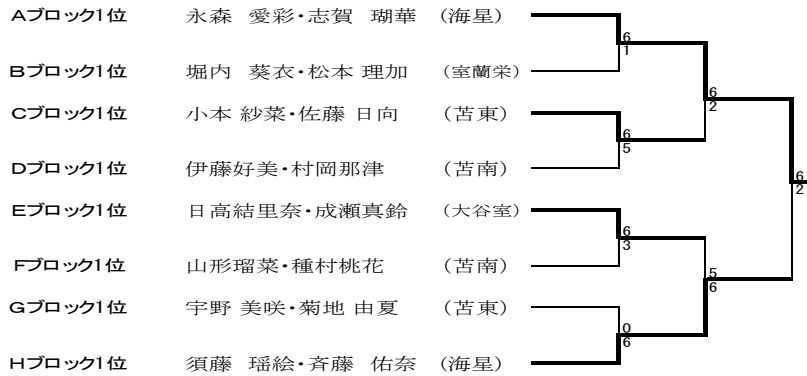 Aブロック1位 永森 愛彩・志賀 瑚華 (海星)
6
1
Bブロック1位 堀内 葵衣・松本 理加 (室蘭栄)
6
2
Cブロック1位 小本 紗菜・佐藤 日向 (苫東)
6
5
Dブロック1位 伊藤好美・村岡那津 (苫南)
6
2
Eブロック1位 日高結里奈・成瀬真鈴 (大谷室)
6
3
Fブロック1位 山形瑠菜・種村桃花 (苫南)
5
6
Gブロック1位 宇野 美咲・菊地 由夏 (苫東)
0
6
Hブロック1位 須藤 瑶絵・斉藤 佑奈 (海星)